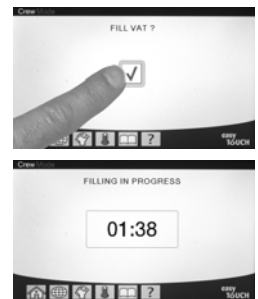 Crew Mode
FILL VAT ?
?
easy
TOUCH
Crew Mode
FILLING IN PROGRESS
01:38
?
easy
TOUCH